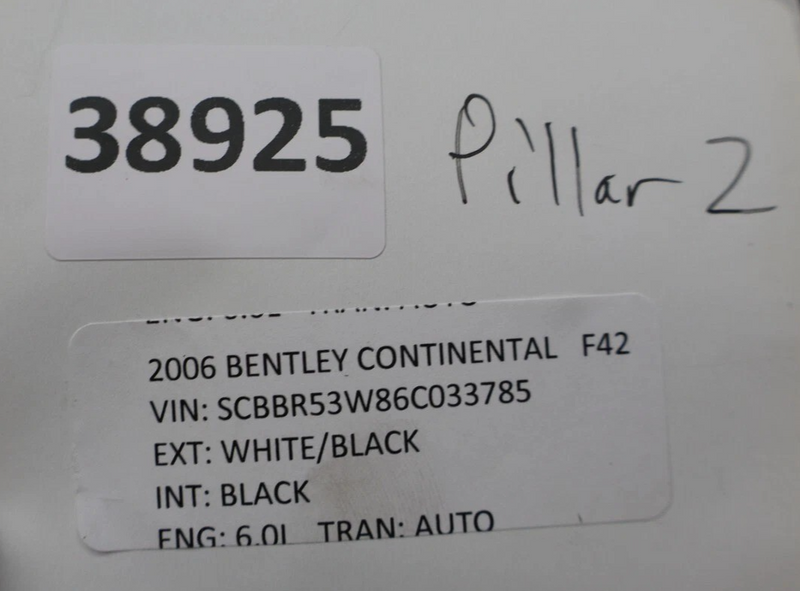 38925
Pillar 2
2006 BENTLEY CONTINENTAL F42
VIN: SCBBR53W86C033785
EXT: WHITE/BLACK
INT: BLACK
ENG: 6.0L TRAN: AUTO